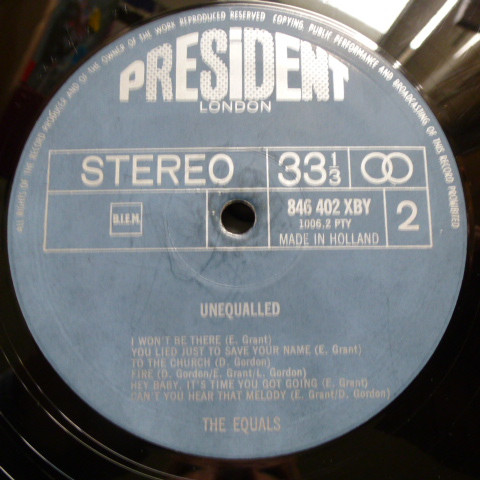 ALL RIGHTS OF THE RECORD PRODUCER AND OF THE OWNER OF THE WORK REPRODUCED RESERVED COPYING, PUBLIC PERFORMANCE AND BROADCASTING OF THIS RECORD PROHIBITED
PRESiDENT
LONDON
STEREO 33 1/3
B.I.E.M. 846 402 XBY 2
1006.2 PTY
MADE IN HOLLAND
UNEQUALLED
I WON'T BE THERE (E. Grant)
YOU LIED JUST TO SAVE YOUR NAME (E. Grant)
TO THE CHURCH (D. Gordon)
FIRE (D. Gordon/E. Grant/L. Gordon)
HEY BABY, IT'S TIME YOU GOT GOING (E. Grant)
CAN'T YOU HEAR THAT MELODY (E. Grant/D. Gordon)
THE EQUALS